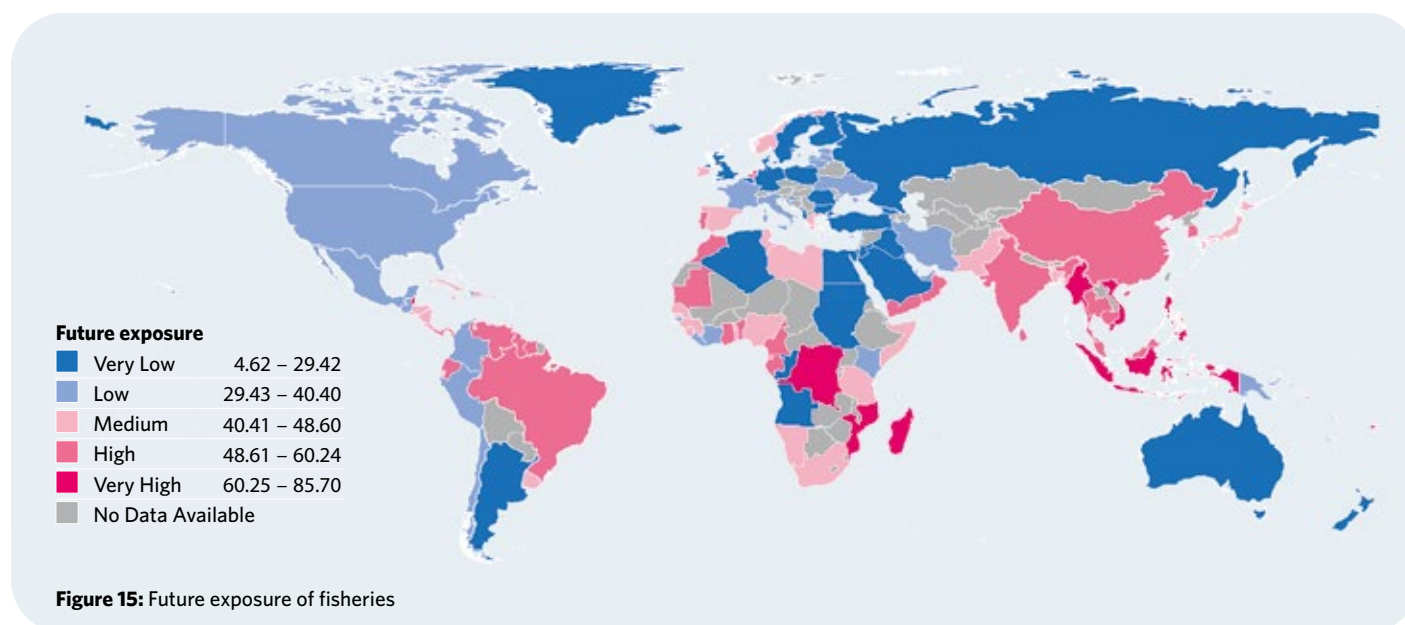 Future exposure
Very Low 4.62 – 29.42
Low 29.43 – 40.40
Medium 40.41 – 48.60
High 48.61 – 60.24
Very High 60.25 – 85.70
No Data Available
Figure 15: Future exposure of fisheries